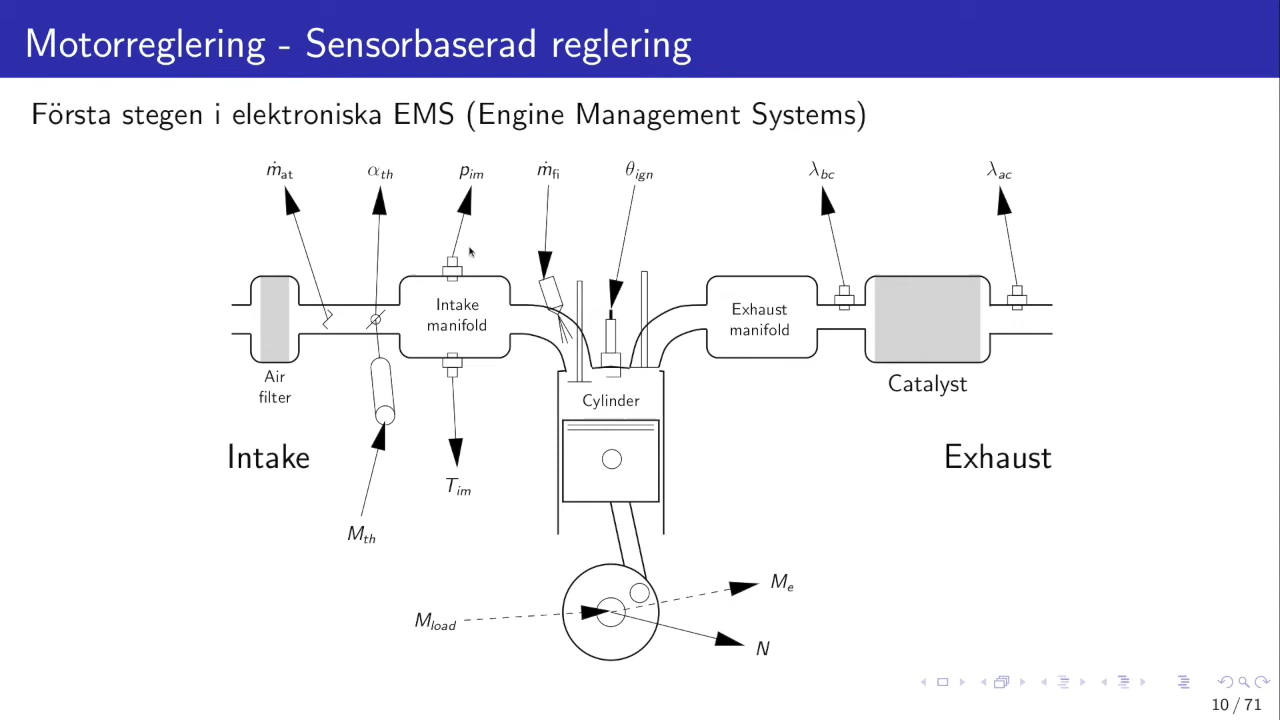 Motorreglering - Sensorbaserad reglering
Första stegen i elektroniska EMS (Engine Management Systems)
ṁat
αth
pim
ṁfi
θign
λbc
λac
Intake
manifold
Exhaust
manifold
Air
filter
Catalyst
Cylinder
Intake
Exhaust
Tim
Mth
Me
Mload
N
10 / 71